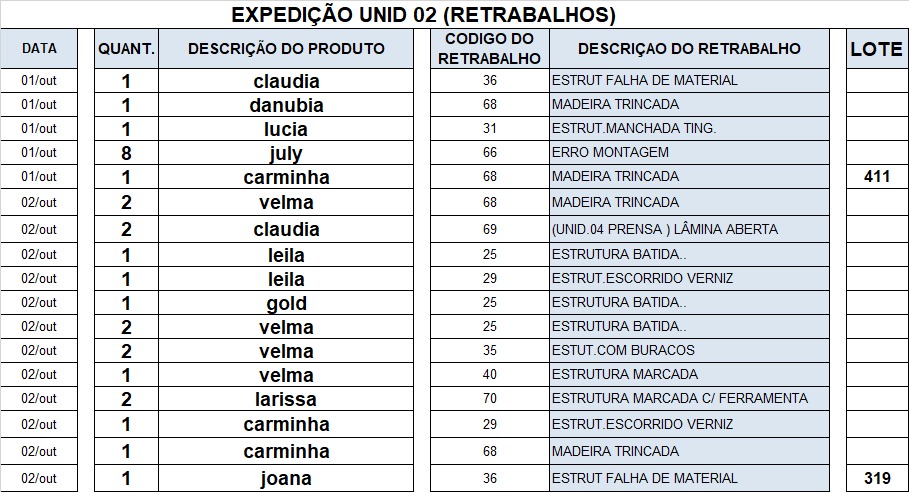 EXPEDIÇÃO UNID 02 (RETRABALHOS)
DATA QUANT. DESCRIÇÃO DO PRODUTO CODIGO DO RETRABALHO DESCRIÇAO DO RETRABALHO LOTE
01/out 1 claudia 36 ESTRUT FALHA DE MATERIAL
01/out 1 danubia 68 MADEIRA TRINCADA
01/out 1 lucia 31 ESTRUT.MANCHADA TING.
01/out 8 july 66 ERRO MONTAGEM
01/out 1 carminha 68 MADEIRA TRINCADA 411
02/out 2 velma 68 MADEIRA TRINCADA
02/out 2 claudia 69 (UNID.04 PRENSA ) LÂMINA ABERTA
02/out 1 leila 25 ESTRUTURA BATIDA..
02/out 1 leila 29 ESTRUT.ESCORRIDO VERNIZ
02/out 1 gold 25 ESTRUTURA BATIDA..
02/out 2 velma 25 ESTRUTURA BATIDA..
02/out 2 velma 35 ESTUT.COM BURACOS
02/out 1 velma 40 ESTRUTURA MARCADA
02/out 2 larissa 70 ESTRUTURA MARCADA C/ FERRAMENTA
02/out 1 carminha 29 ESTRUT.ESCORRIDO VERNIZ
02/out 1 carminha 68 MADEIRA TRINCADA
02/out 1 joana 36 ESTRUT FALHA DE MATERIAL 319